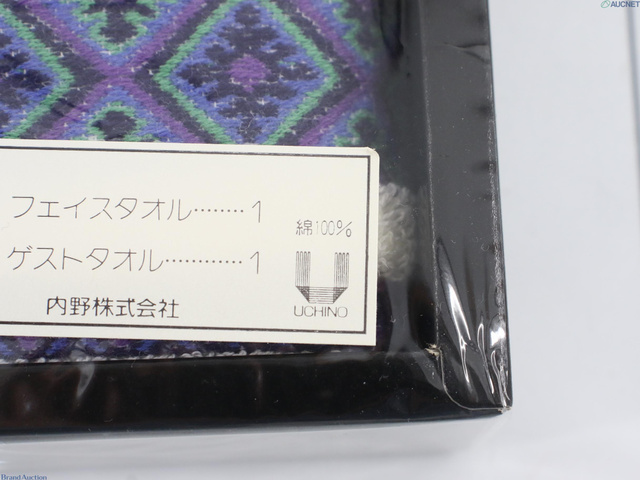 AUCNET
フェイスタオル………1
綿100%
ゲストタオル…………1
内野株式会社
UCHINO
Brand Auction